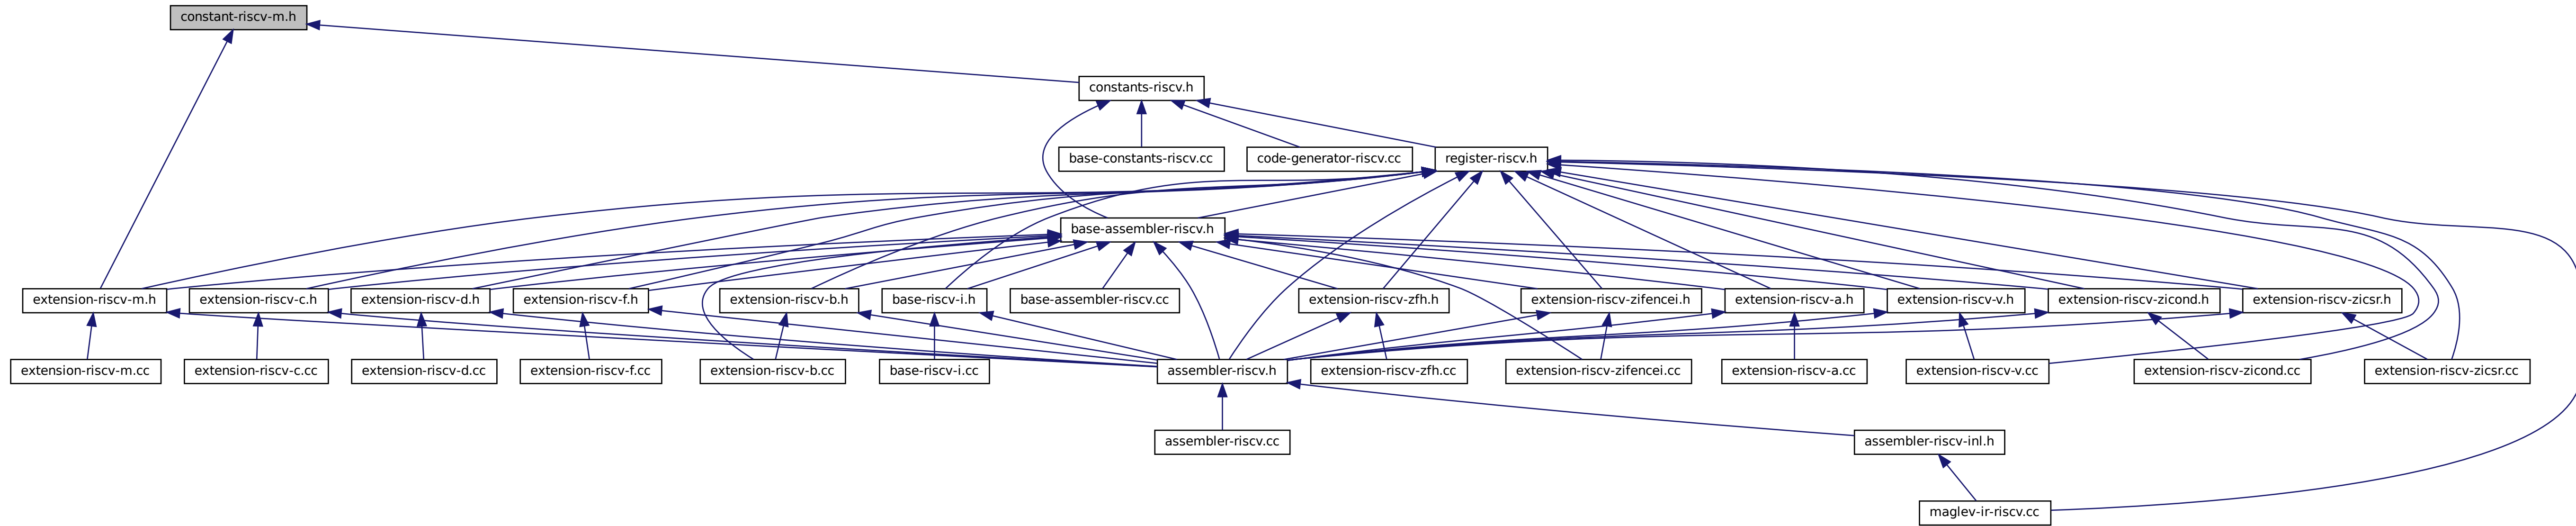 constant-riscv-m.h
constants-riscv.h
base-constants-riscv.cc
code-generator-riscv.cc
register-riscv.h
base-assembler-riscv.h
extension-riscv-m.h
extension-riscv-c.h
extension-riscv-d.h
extension-riscv-f.h
extension-riscv-b.h
base-riscv-i.h
base-assembler-riscv.cc
extension-riscv-zfh.h
extension-riscv-zifencei.h
extension-riscv-a.h
extension-riscv-v.h
extension-riscv-zicond.h
extension-riscv-zicsr.h
extension-riscv-m.cc
extension-riscv-c.cc
extension-riscv-d.cc
extension-riscv-f.cc
extension-riscv-b.cc
base-riscv-i.cc
assembler-riscv.h
extension-riscv-zfh.cc
extension-riscv-zifencei.cc
extension-riscv-a.cc
extension-riscv-v.cc
extension-riscv-zicond.cc
extension-riscv-zicsr.cc
assembler-riscv.cc
assembler-riscv-inl.h
maglev-ir-riscv.cc